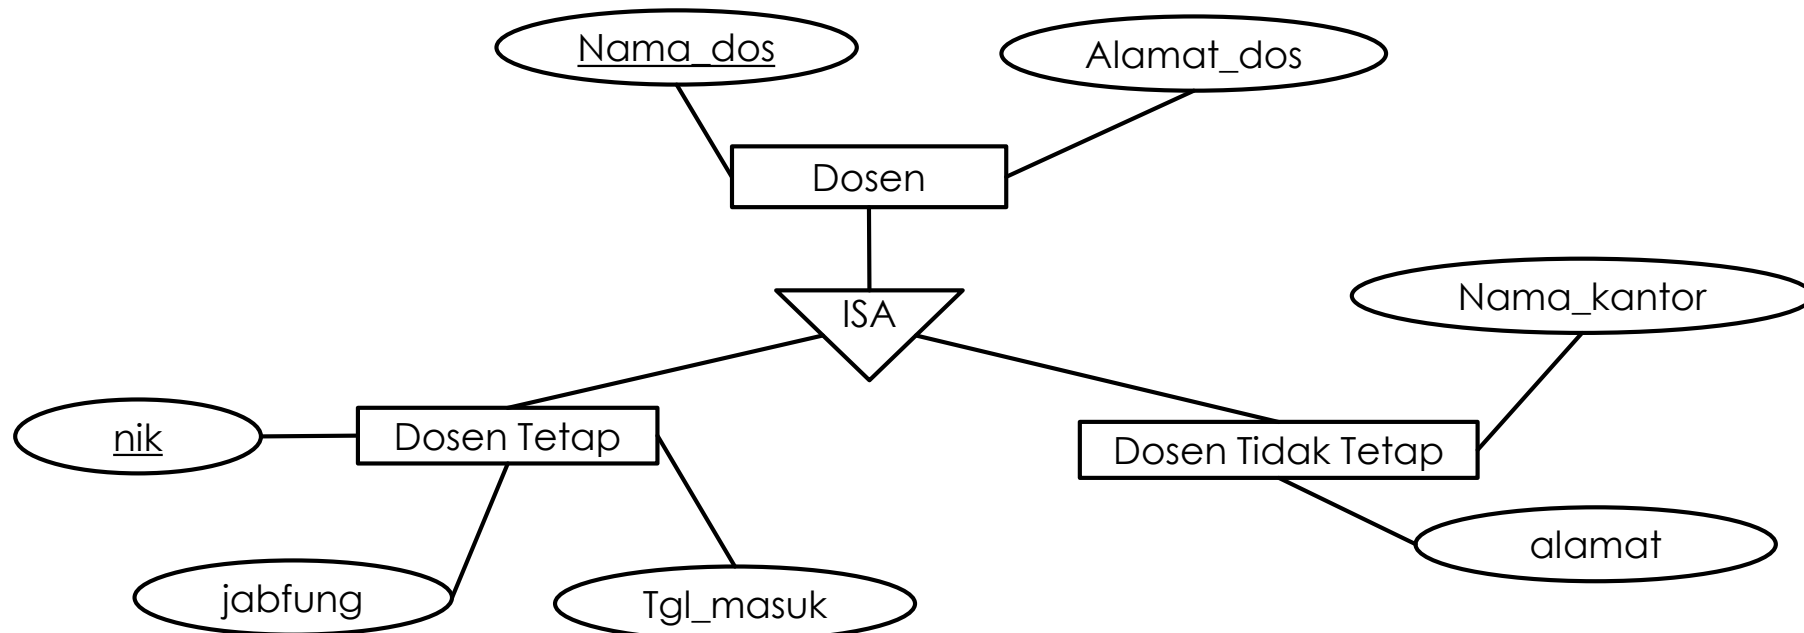 Nama_dos
Alamat_dos
Dosen
ISA
Nama_kantor
nik
Dosen Tetap
Dosen Tidak Tetap
jabfung
Tgl_masuk
alamat